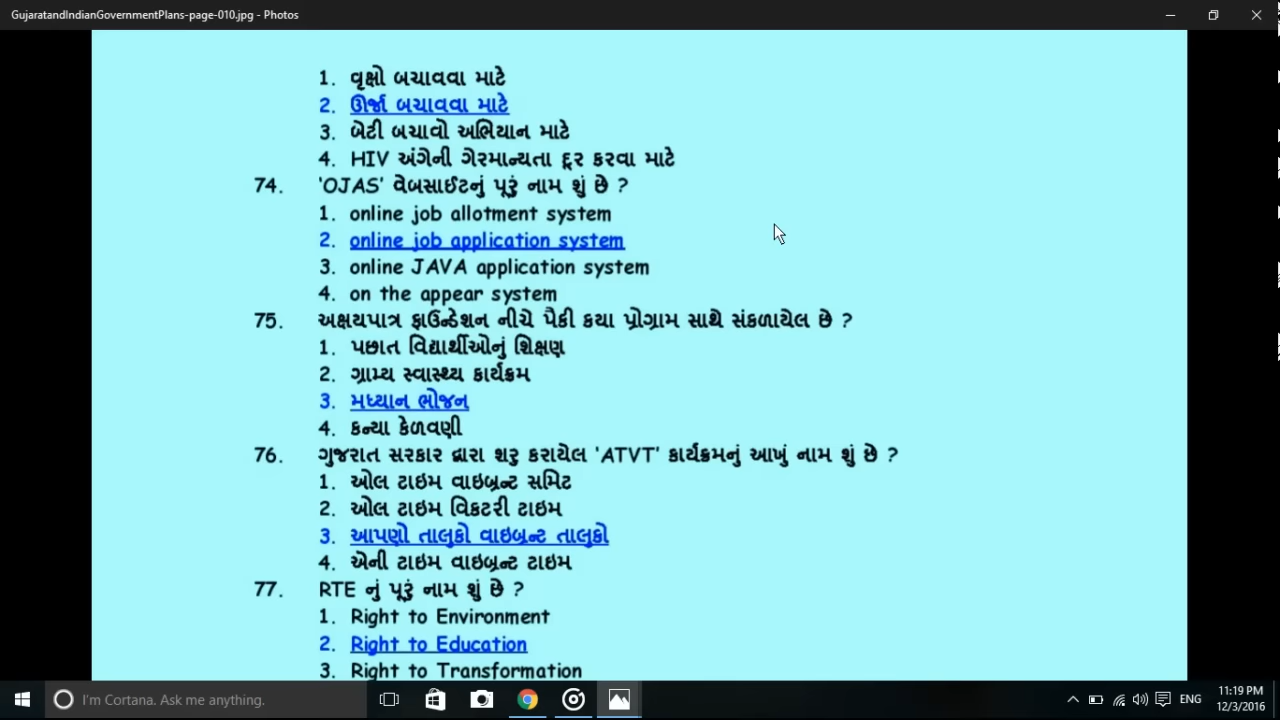 GujaratandIndianGovernmentPlans-page-010.jpg - Photos
1. વૃક્ષો બચાવવા માટે
2. ઊર્જા બચાવવા માટે
3. બેટી બચાવો અભિયાન માટે
4. HIV અંગેની ગેરમાન્યતા દૂર કરવા માટે
74. 'OJAS' વેબસાઈટનું પૂરું નામ શું છે ?
1. online job allotment system
2. online job application system
3. online JAVA application system
4. on the appear system
75. અક્ષયપાત્ર ફાઉન્ડેશન નીચે પૈકી કયા પ્રોગ્રામ સાથે સંકળાયેલ છે ?
1. પછાત વિદ્યાર્થીઓનું શિક્ષણ
2. ગ્રામ્ય સ્વાસ્થ્ય કાર્યક્રમ
3. મધ્યાન ભોજન
4. કન્યા કેળવણી
76. ગુજરાત સરકાર દ્વારા શરુ કરાયેલ 'ATVT' કાર્યક્રમનું આખું નામ શું છે ?
1. ઓલ ટાઇમ વાઇબ્રન્ટ સમિટ
2. ઓલ ટાઇમ વિકટરી ટાઇમ
3. આપણો તાલુકો વાઇબ્રન્ટ તાલુકો
4. એની ટાઇમ વાઇબ્રન્ટ ટાઇમ
77. RTE નું પૂરું નામ શું છે ?
1. Right to Environment
2. Right to Education
3. Right to Transformation
I'm Cortana. Ask me anything.
ENG
11:19 PM
12/3/2016